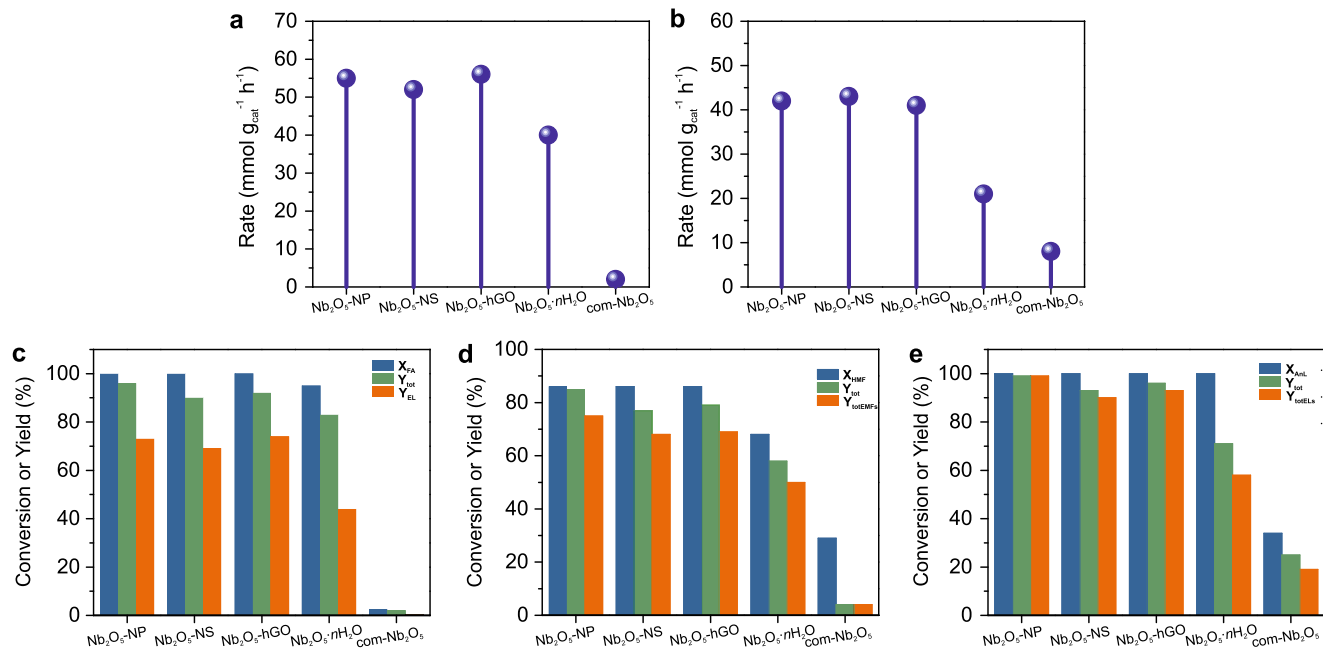 a
70
60
50
40
30
20
10
0
Rate (mmol g_cat^-1 h^-1)
Nb₂O₅-NP
Nb₂O₅-NS
Nb₂O₅-hGO
Nb₂O₅·nH₂O
com-Nb₂O₅
b
60
50
40
30
20
10
0
Rate (mmol g_cat^-1 h^-1)
Nb₂O₅-NP
Nb₂O₅-NS
Nb₂O₅-hGO
Nb₂O₅·nH₂O
com-Nb₂O₅
c
100
80
60
40
20
0
Conversion or Yield (%)
X_FA
Y_tot
Y_EL
Nb₂O₅-NP
Nb₂O₅-NS
Nb₂O₅-hGO
Nb₂O₅·nH₂O
com-Nb₂O₅
d
100
80
60
40
20
0
Conversion or Yield (%)
X_HMF
Y_tot
Y_totEMFs
Nb₂O₅-NP
Nb₂O₅-NS
Nb₂O₅-hGO
Nb₂O₅·nH₂O
com-Nb₂O₅
e
100
80
60
40
20
0
Conversion or Yield (%)
X_AnL
Y_tot
Y_totELs
Nb₂O₅-NP
Nb₂O₅-NS
Nb₂O₅-hGO
Nb₂O₅·nH₂O
com-Nb₂O₅